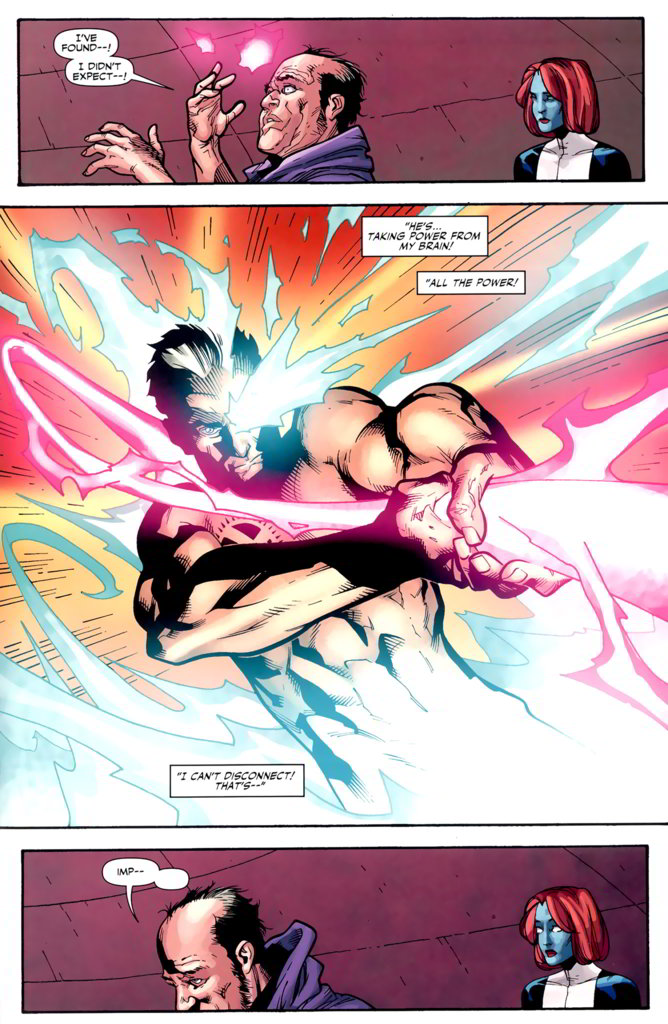 I'VE
FOUND--!
I DIDN'T
EXPECT--!
"HE'S...
TAKING POWER FROM
MY BRAIN!
"ALL THE POWER!
"I CAN'T DISCONNECT!
THAT'S--"
IMP--